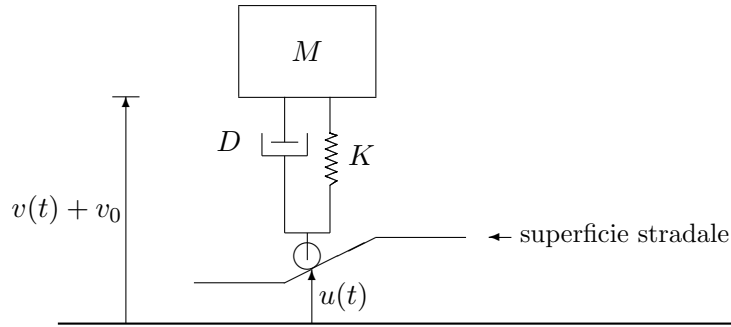 M
D
K
v(t) + v₀
superficie stradale
u(t)